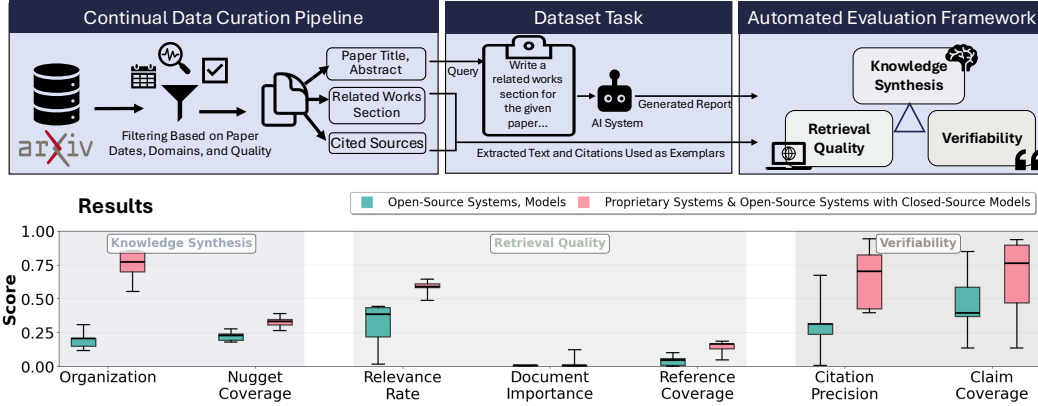 Continual Data Curation Pipeline
Dataset Task
Automated Evaluation Framework
arXiv
Filtering Based on Paper
Dates, Domains, and Quality
Paper Title,
Abstract
Related Works
Section
Cited Sources
Query
Write a
related works
section for
the given
paper...
AI System
Generated Report
Extracted Text and Citations Used as Exemplars
Knowledge
Synthesis
Retrieval
Quality
Verifiability
Results
Open-Source Systems, Models
Proprietary Systems & Open-Source Systems with Closed-Source Models
Knowledge Synthesis
Retrieval Quality
Verifiability
Score
1.00
0.75
0.50
0.25
0.00
Organization
Nugget
Coverage
Relevance
Rate
Document
Importance
Reference
Coverage
Citation
Precision
Claim
Coverage